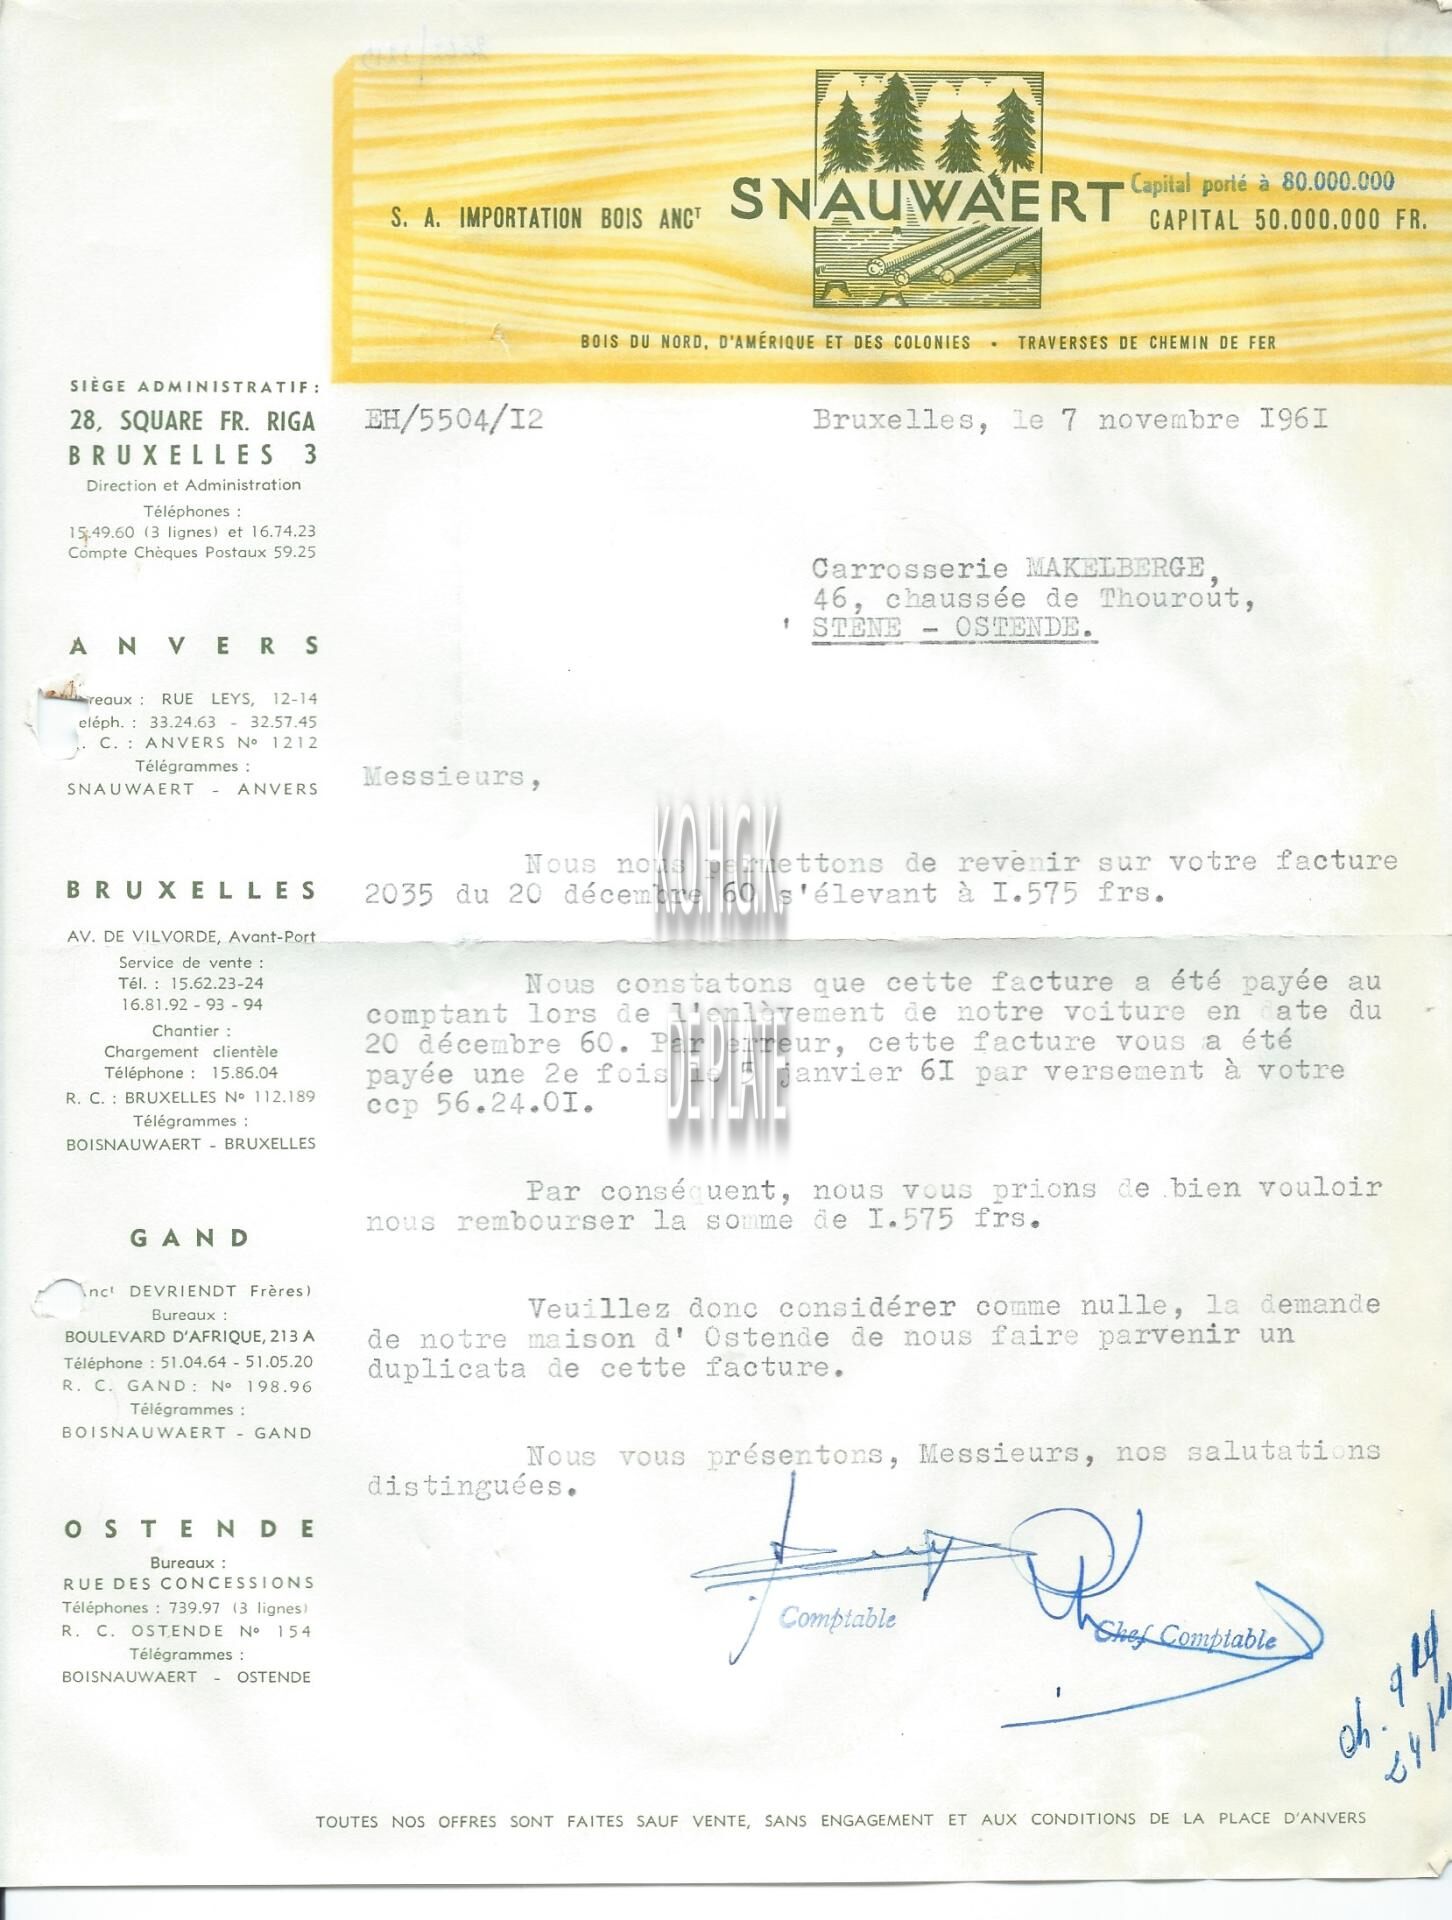 S. A. IMPORTATION BOIS ANCT SNAUWAERT
Capital porté à 80.000.000
CAPITAL 50.000.000 FR.
BOIS DU NORD, D'AMÉRIQUE ET DES COLONIES • TRAVERSES DE CHEMIN DE FER
SIÈGE ADMINISTRATIF :
28, SQUARE FR. RIGA
BRUXELLES 3
Direction et Administration
Téléphones :
15.49.60 (3 lignes) et 16.74.23
Compte Chèques Postaux 59.25
ANVERS
reaux : RUE LEYS, 12-14
eléph. : 33.24.63 - 32.57.45
. C. : ANVERS No 1212
Télégrammes :
SNAUWAERT - ANVERS
BRUXELLES
AV. DE VILVORDE, Avant-Port
Service de vente :
Tél. : 15.62.23-24
16.81.92 - 93 - 94
Chantier :
Chargement clientèle
Téléphone : 15.86.04
R. C. : BRUXELLES No 112.189
Télégrammes :
BOISNAUWAERT - BRUXELLES
GAND
nct DEVRIENDT Frères)
Bureaux :
BOULEVARD D'AFRIQUE, 213 A
Téléphone : 51.04.64 - 51.05.20
R. C. GAND : No 198.96
Télégrammes :
BOISNAUWAERT - GAND
OSTENDE
Bureaux :
RUE DES CONCESSIONS
Téléphones : 739.97 (3 lignes)
R. C. OSTENDE No 154
Télégrammes :
BOISNAUWAERT - OSTENDE
EH/5504/I2
Bruxelles, le 7 novembre I96I
Carrosserie MAKELBERGE,
46, chaussée de Thourout,
STENE - OSTENDE.
Messieurs,
Nous nous permettons de revenir sur votre facture
2035 du 20 décembre 60 s'élevant à I.575 frs.
Nous constatons que cette facture a été payée au
comptant lors de l'enlèvement de notre voiture en date du
20 décembre 60. Par erreur, cette facture vous a été
payée une 2e fois le 5 janvier 6I par versement à votre
ccp 56.24.0I.
Par conséquent, nous vous prions de bien vouloir
nous rembourser la somme de I.575 frs.
Veuillez donc considérer comme nulle, la demande
de notre maison d' Ostende de nous faire parvenir un
duplicata de cette facture.
Nous vous présentons, Messieurs, nos salutations
distinguées.
Comptable
Chef Comptable
K.O.H.G.K.
DE PLATE
TOUTES NOS OFFRES SONT FAITES SAUF VENTE, SANS ENGAGEMENT ET AUX CONDITIONS DE LA PLACE D'ANVERS